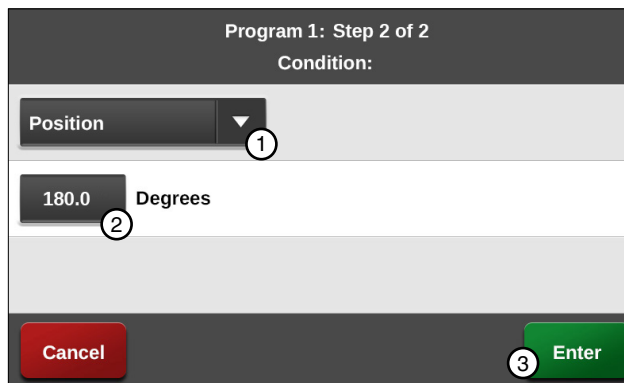 Program 1: Step 2 of 2
Condition:
Position
1
180.0 Degrees
2
Cancel
3 Enter